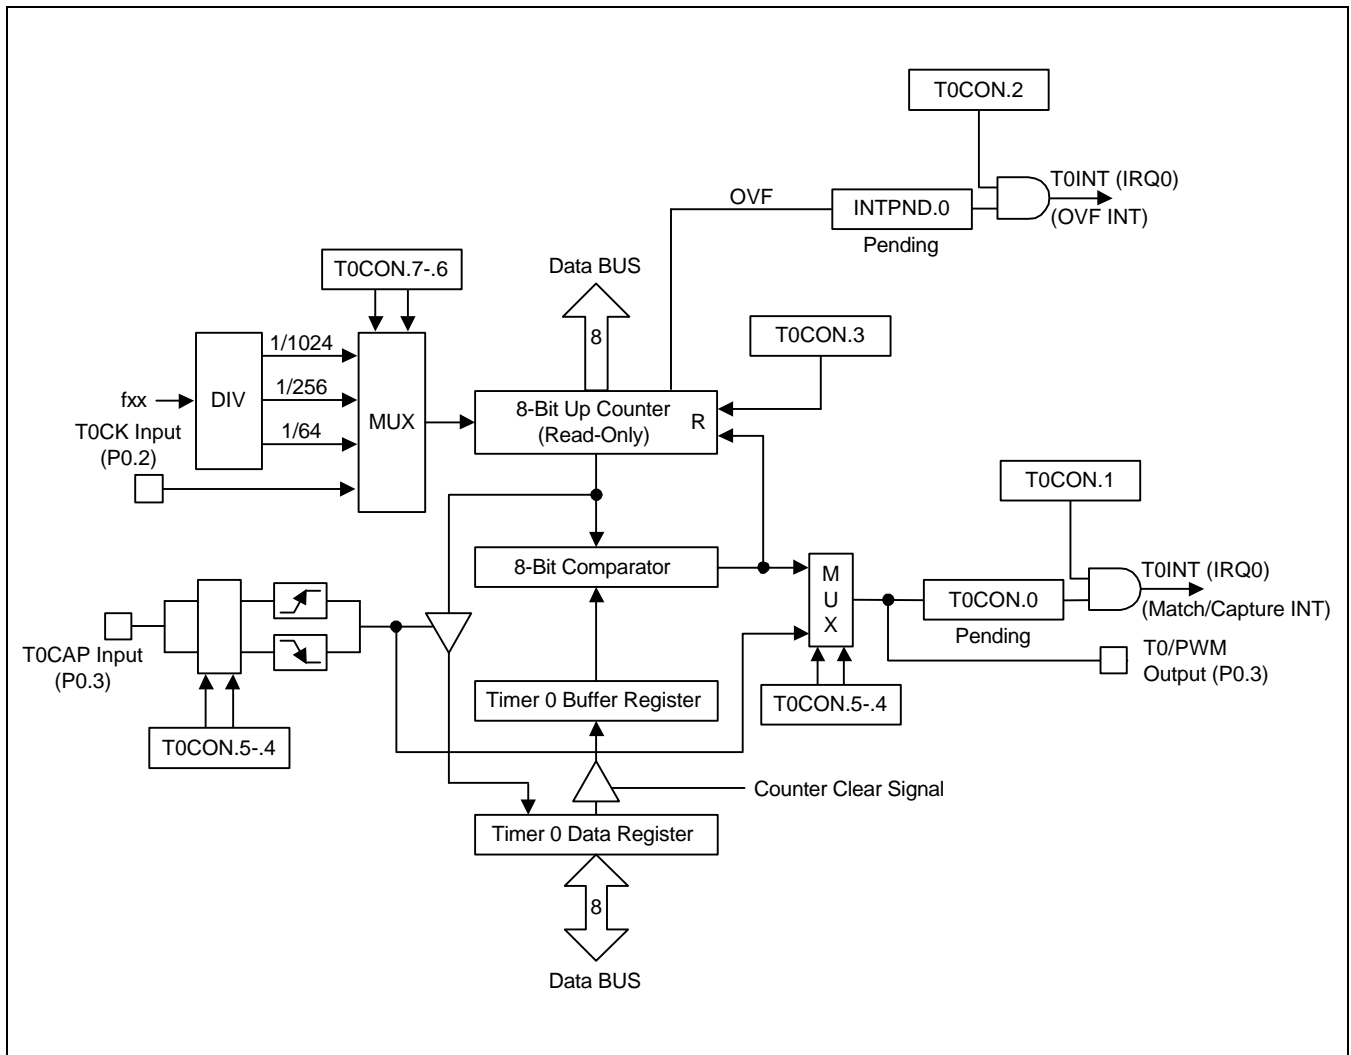 T0CON.2
T0INT (IRQ0)
OVF
INTPND.0
(OVF INT)
Pending
T0CON.7-.6
Data BUS
8
T0CON.3
1/1024
fxx
DIV
1/256
MUX
8-Bit Up Counter
(Read-Only)
R
T0CK Input
(P0.2)
1/64
T0CON.1
8-Bit Comparator
M
U
X
T0INT (IRQ0)
T0CON.0
(Match/Capture INT)
Pending
T0CAP Input
(P0.3)
T0/PWM
Output (P0.3)
Timer 0 Buffer Register
T0CON.5-.4
T0CON.5-.4
Counter Clear Signal
Timer 0 Data Register
8
Data BUS